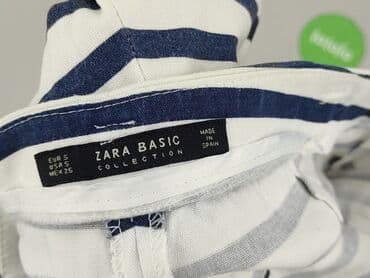 EUR S
USA S
MEX 26
ZARA BASIC
COLLECTION
MADE
IN
SPAIN